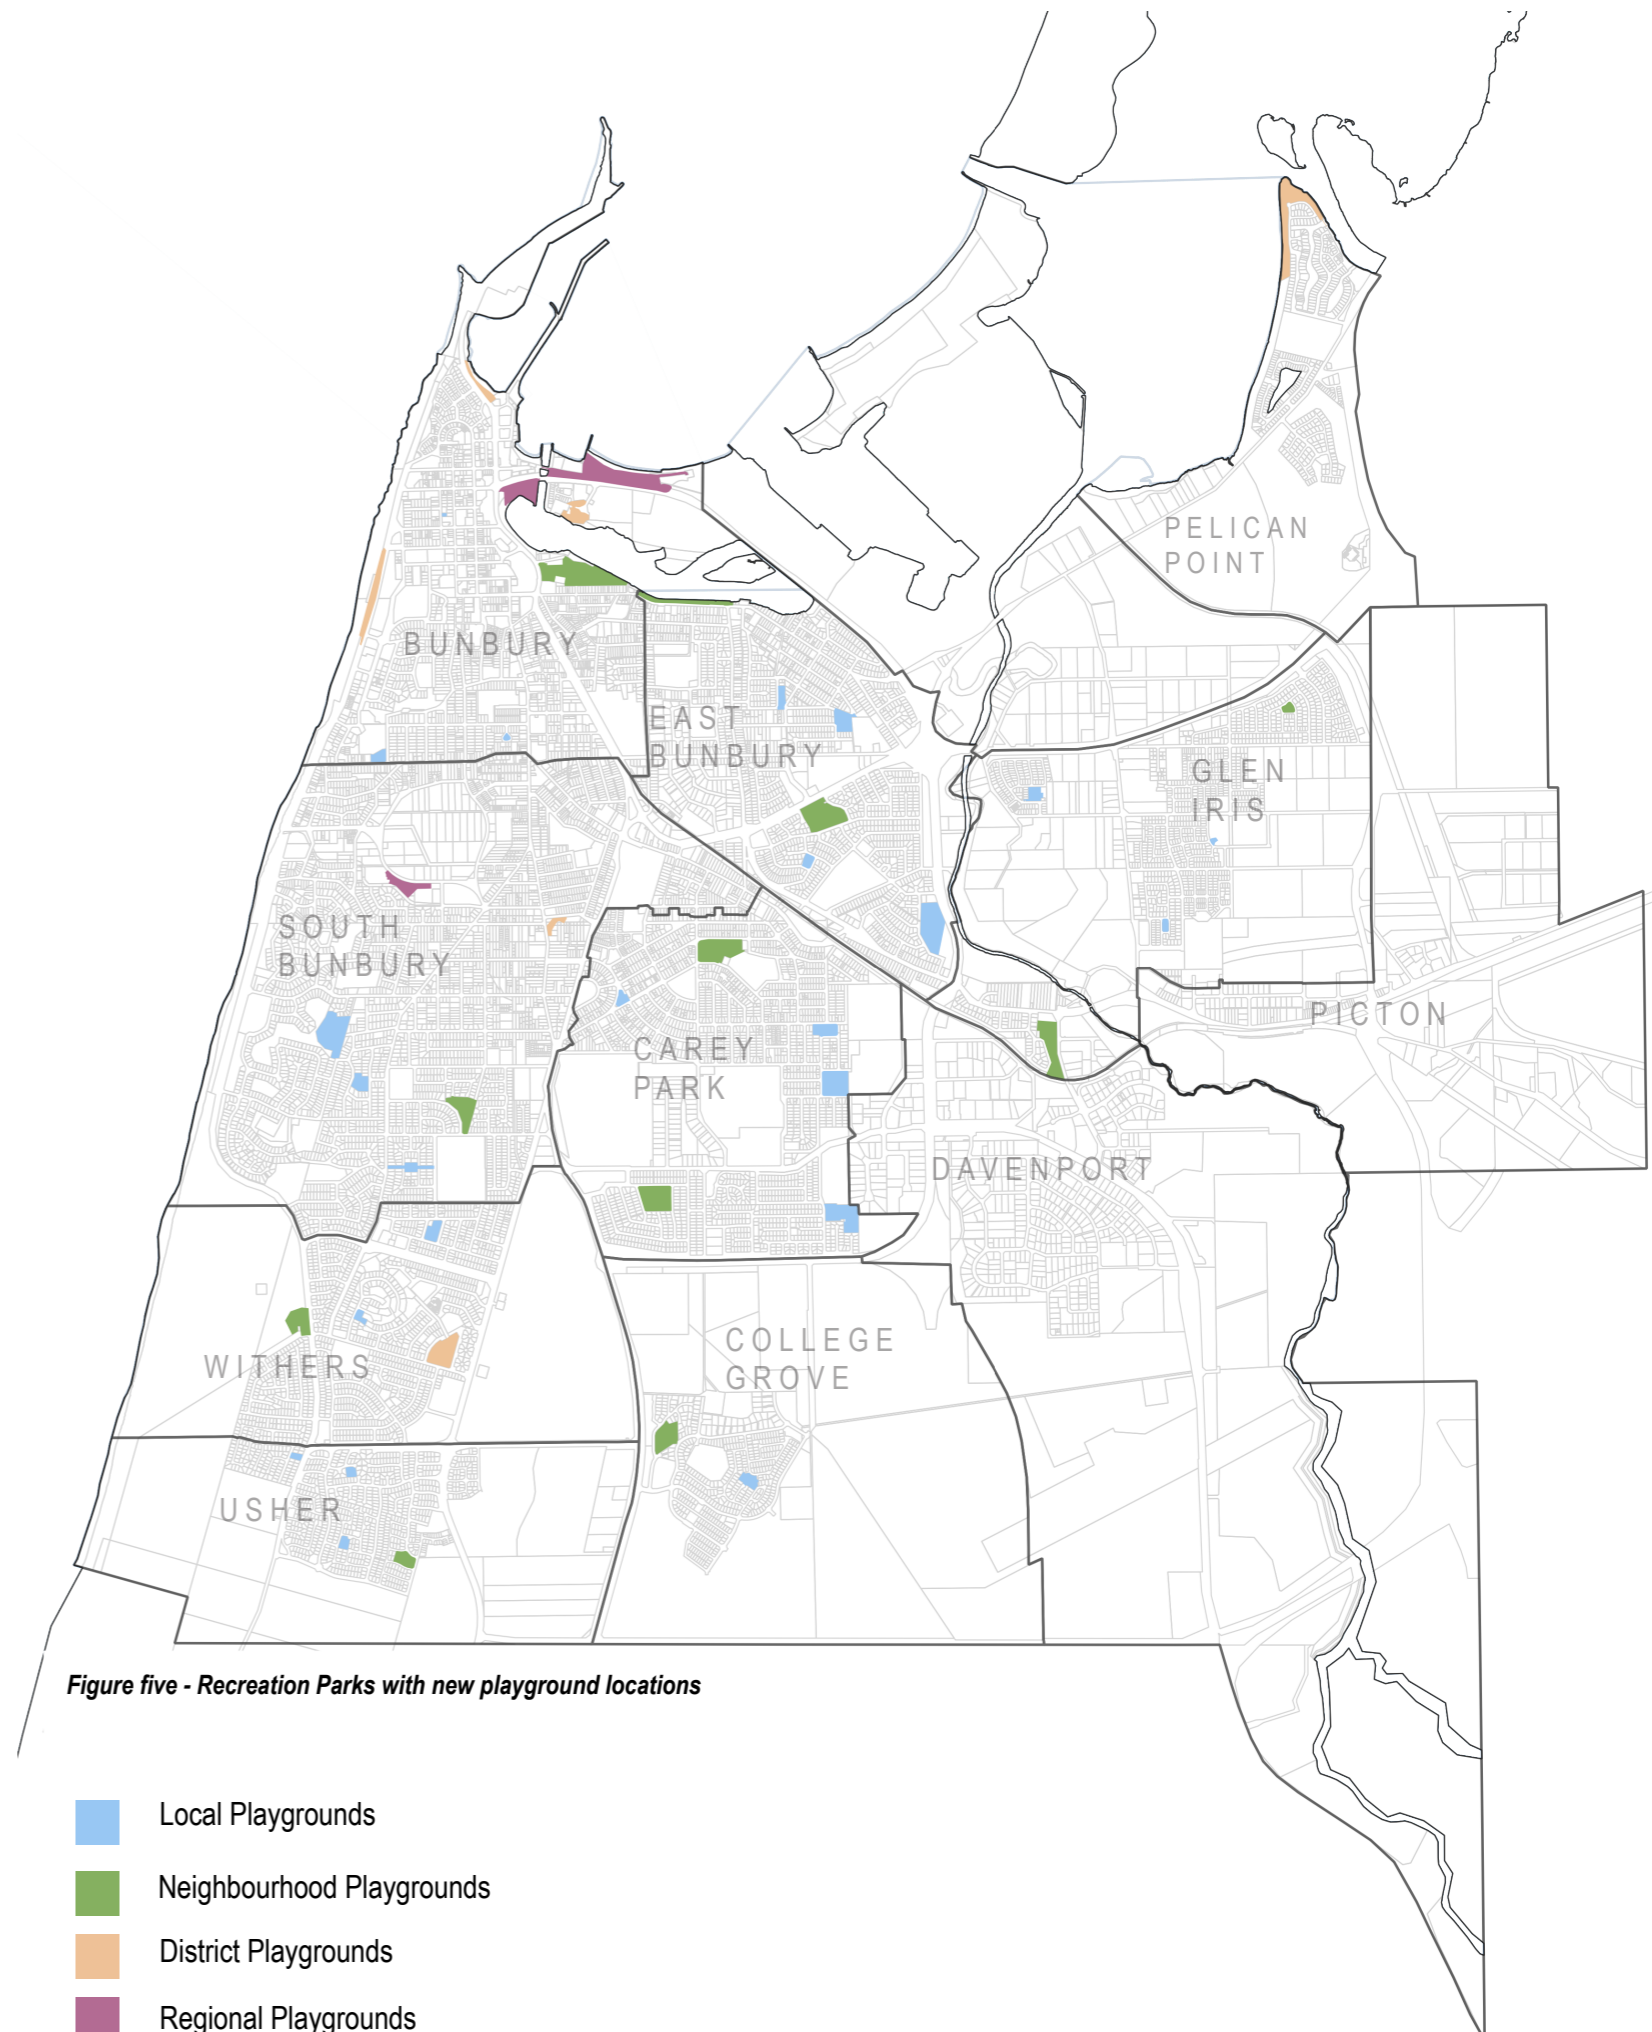 PELICAN
POINT
BUNBURY
EAST
BUNBURY
GLEN
IRIS
SOUTH
BUNBURY
PICTON
CAREY
PARK
DAVENPORT
COLLEGE
GROVE
WITHERS
USHER
Figure five - Recreation Parks with new playground locations
Local Playgrounds
Neighbourhood Playgrounds
District Playgrounds
Regional Playgrounds